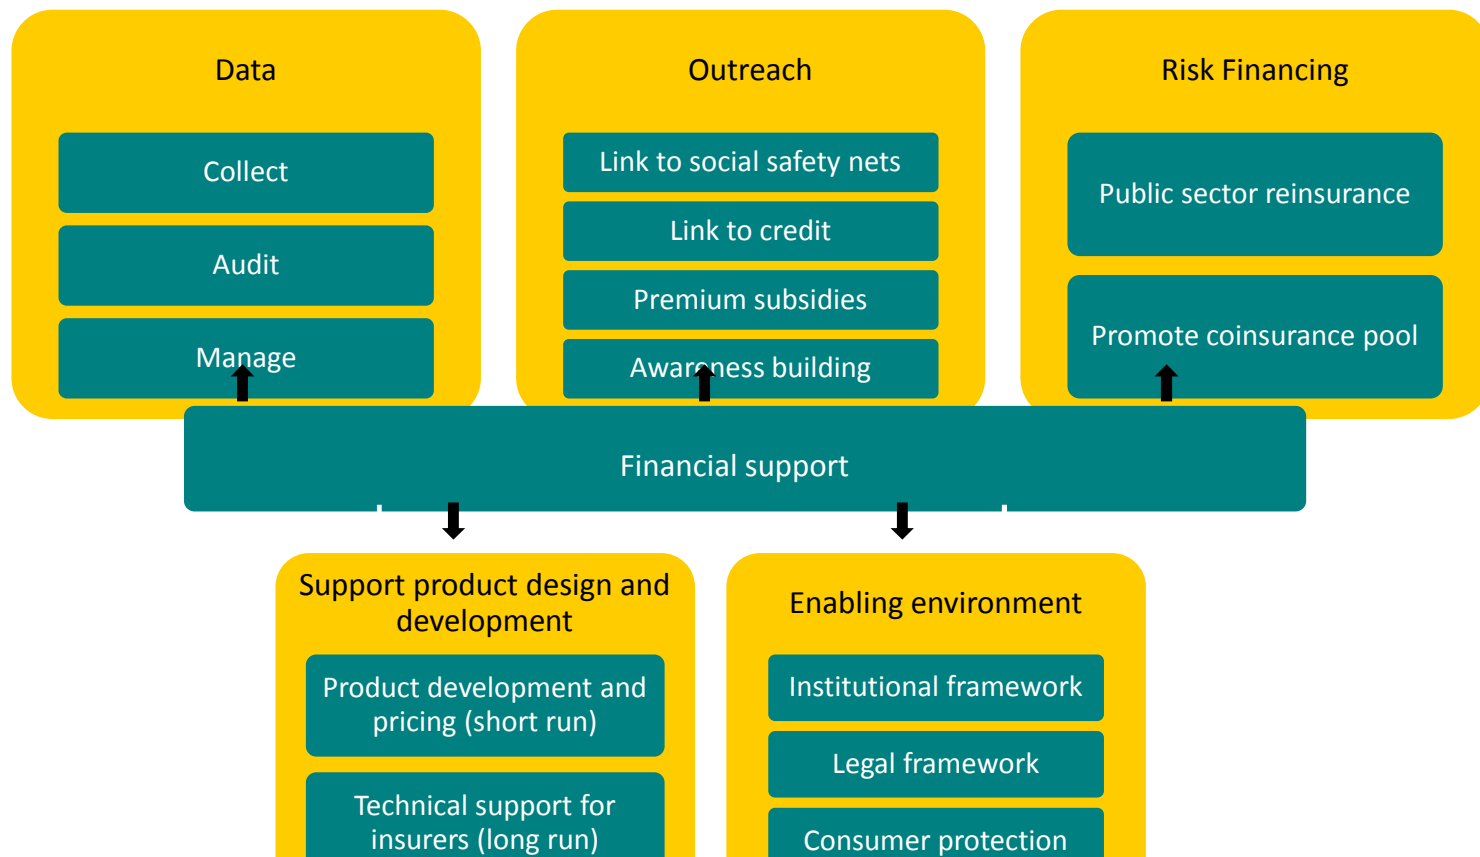 Data
Collect
Audit
Manage
Outreach
Link to social safety nets
Link to credit
Premium subsidies
Awareness building
Risk Financing
Public sector reinsurance
Promote coinsurance pool
Financial support
Support product design and
development
Product development and
pricing (short run)
Technical support for
insurers (long run)
Enabling environment
Institutional framework
Legal framework
Consumer protection